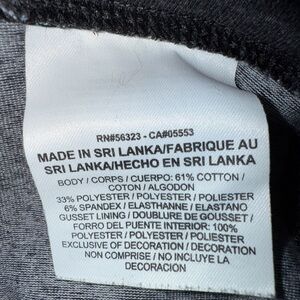 RN#56323 - CA#05553
MADE IN SRI LANKA/FABRIQUE AU
SRI LANKA/HECHO EN SRI LANKA
BODY / CORPS / CUERPO: 61% COTTON /
COTON / ALGODON
33% POLYESTER / POLYESTER / POLIESTER
6% SPANDEX / ELASTHANNE / ELASTANO
GUSSET LINING / DOUBLURE DE GOUSSET /
FORRO DEL PUENTE INTERIOR: 100%
POLYESTER / POLYESTER / POLIESTER
EXCLUSIVE OF DECORATION / DECORATION
NON COMPRISE / NO INCLUYE LA
DECORACION